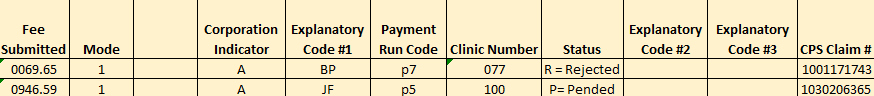 Fee Submitted Mode Corporation Indicator Explanatory Code #1 Payment Run Code Clinic Number Status Explanatory Code #2 Explanatory Code #3 CPS Claim #
0069.65 1 A BP p7 077 R = Rejected 1001171743
0946.59 1 A JF p5 100 P= Pended 1030206365